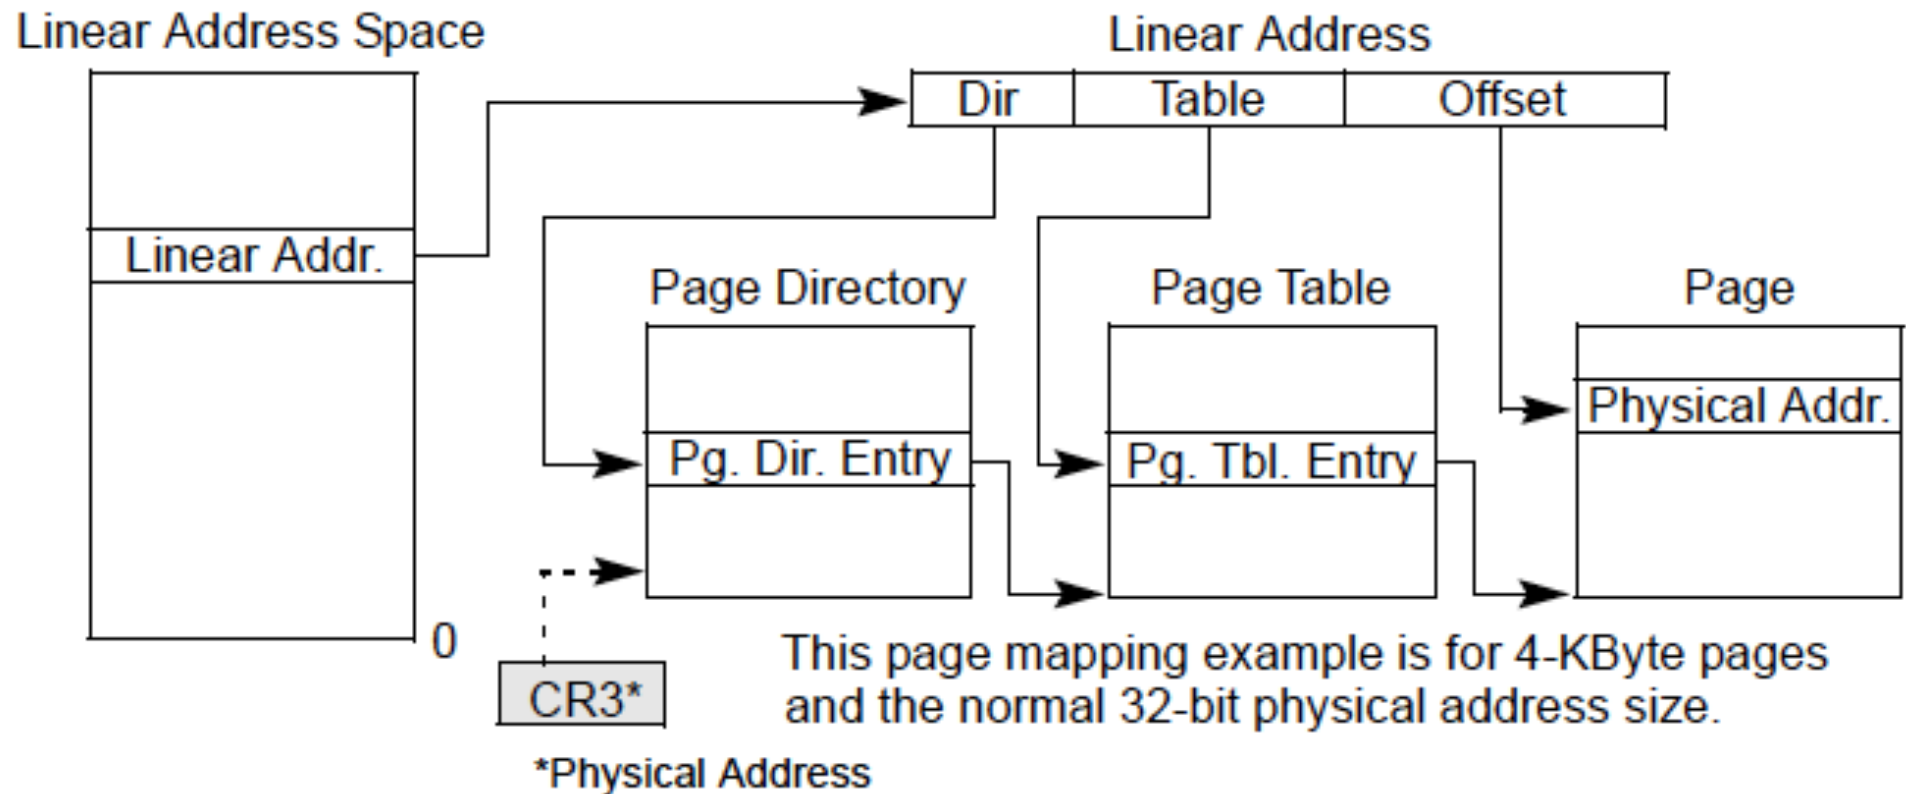 Linear Address Space
Linear Address
Dir
Table
Offset
Linear Addr.
Page Directory
Page Table
Page
Physical Addr.
Pg. Dir. Entry
Pg. Tbl. Entry
0
CR3*
This page mapping example is for 4-KByte pages
and the normal 32-bit physical address size.
*Physical Address